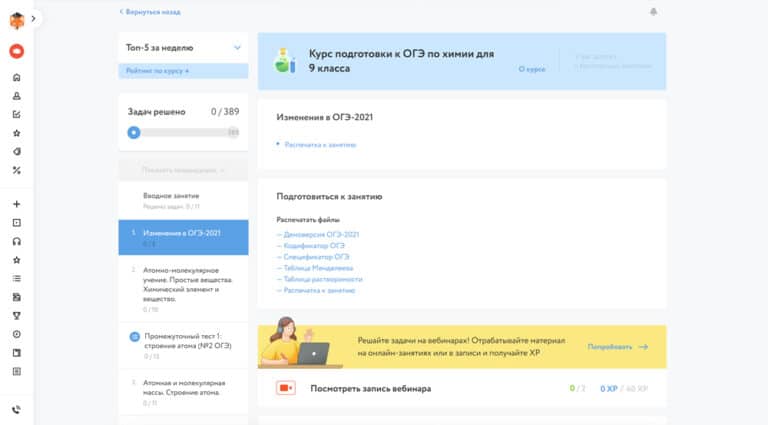 Вернуться назад
Топ-5 за неделю
Рейтинг по курсу
Задач решено 0 / 389
389
Показать предыдущие
Вводное занятие
Решено задач: 0 / 11
1. Изменения в ОГЭ-2021
0 / 2
2. Атомно-молекулярное
учение. Простые вещества.
Химический элемент и
вещество.
0 / 10
Промежуточный тест 1:
строение атома (№2 ОГЭ)
0 / 13
3. Атомная и молекулярная
массы. Строение атома.
0 / 11
Курс подготовки к ОГЭ по химии для
9 класса
О курсе
Изменения в ОГЭ-2021
Распечатка к занятию
Подготовиться к занятию
Распечатать файлы
— Демоверсия ОГЭ-2021
— Кодификатор ОГЭ
— Спецификатор ОГЭ
— Таблица Менделеева
— Таблица растворимости
— Распечатка к занятию
Решайте задачи на вебинарах! Отрабатывайте материал
на онлайн-занятиях или в записи и получайте XP
Попробовать
Посмотреть запись вебинара
0 / 2
0 XP / 60 XP